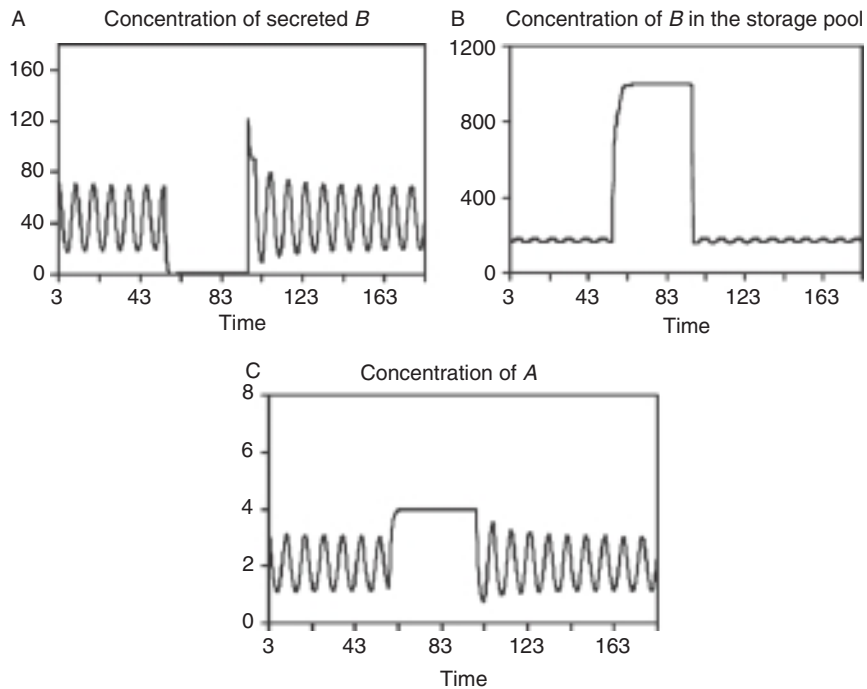 A Concentration of secreted B
160
120
80
40
0
3 43 83 123 163
Time
B Concentration of B in the storage pool
1200
800
400
0
3 43 83 123 163
Time
C Concentration of A
8
6
4
2
0
3 43 83 123 163
Time